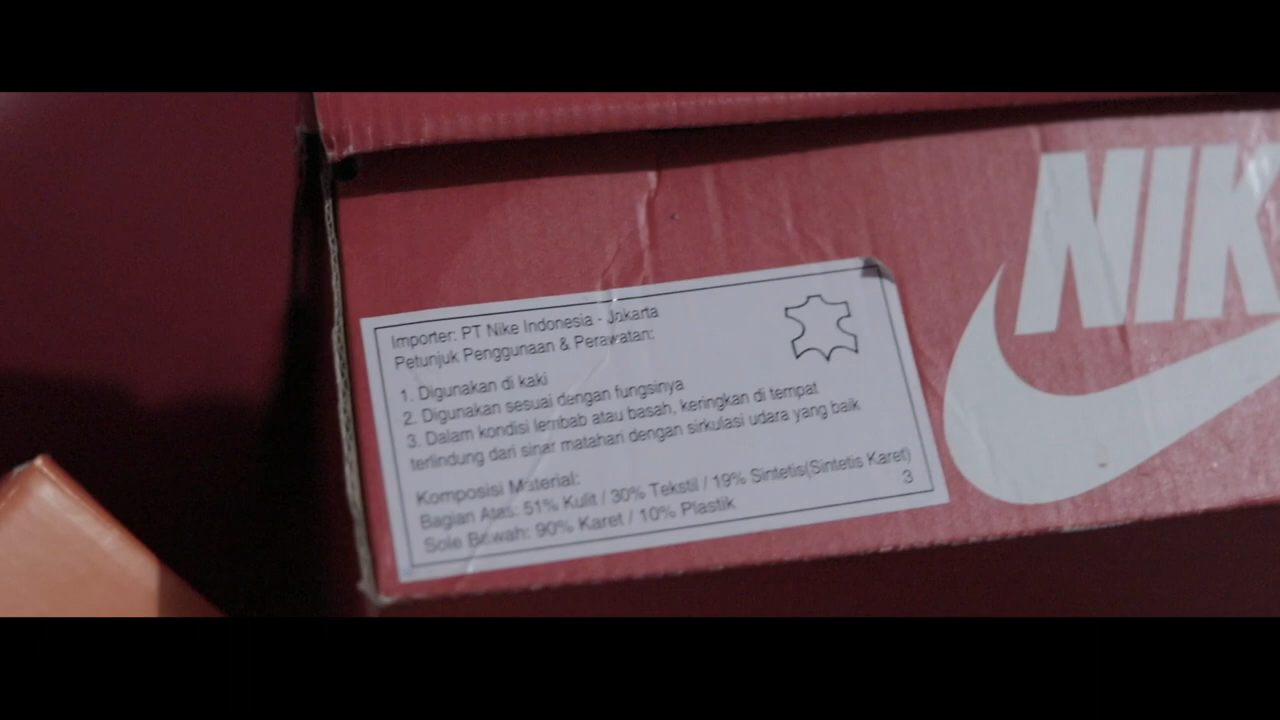 Importer: PT Nike Indonesia - Jakarta
Petunjuk Penggunaan & Perawatan:
1. Digunakan di kaki
2. Digunakan sesuai dengan fungsinya
3. Dalam kondisi lembab atau basah, keringkan di tempat
terlindung dari sinar matahari dengan sirkulasi udara yang baik
Komposisi Material:
Bagian Atas: 51% Kulit / 30% Tekstil / 19% Sintetis(Sintetis Karet)
Sole Bawah: 90% Karet / 10% Plastik
3
NIK